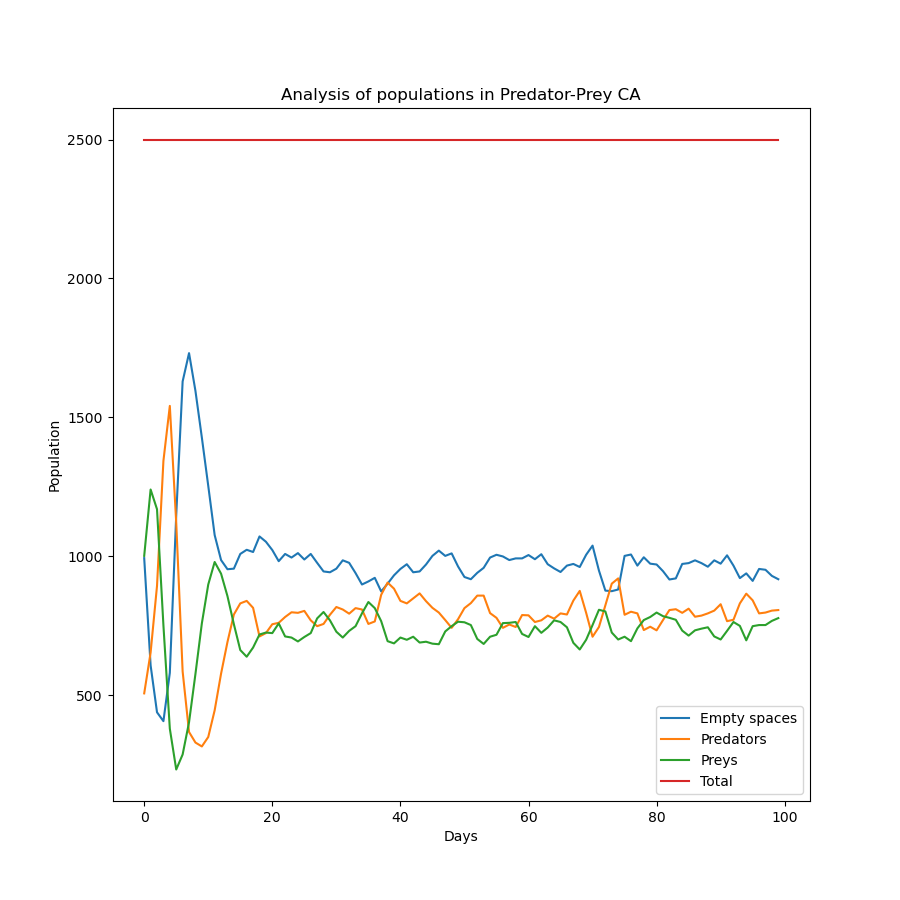 Analysis of populations in Predator-Prey CA
2500
2000
1500
1000
500
Population
0 20 40 60 80 100
Days
Empty spaces
Predators
Preys
Total